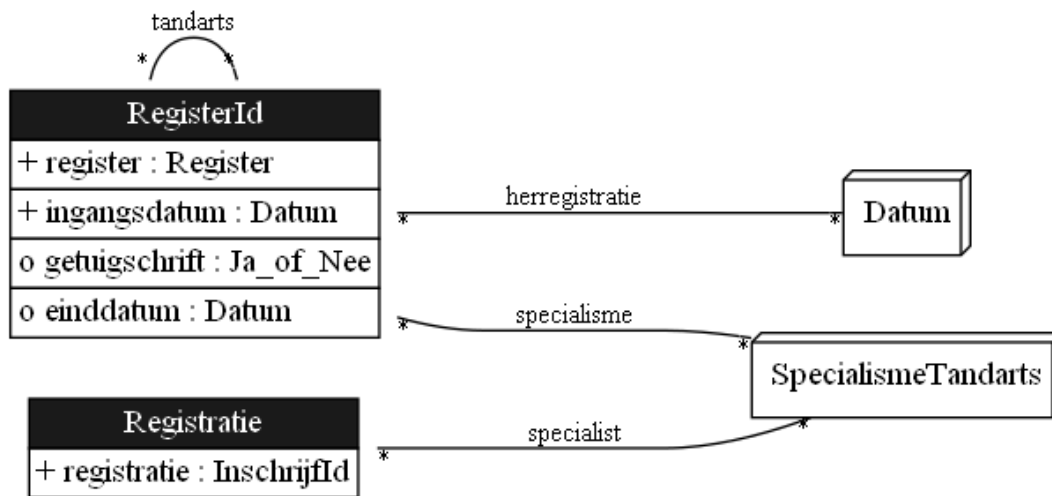 tandarts
* *
RegisterId
+ register : Register
+ ingangsdatum : Datum
o getuigschrift : Ja_of_Nee
o einddatum : Datum
* herregistratie *
Datum
* specialisme *
SpecialismeTandarts
Registratie
+ registratie : InschrijfId
* specialist *